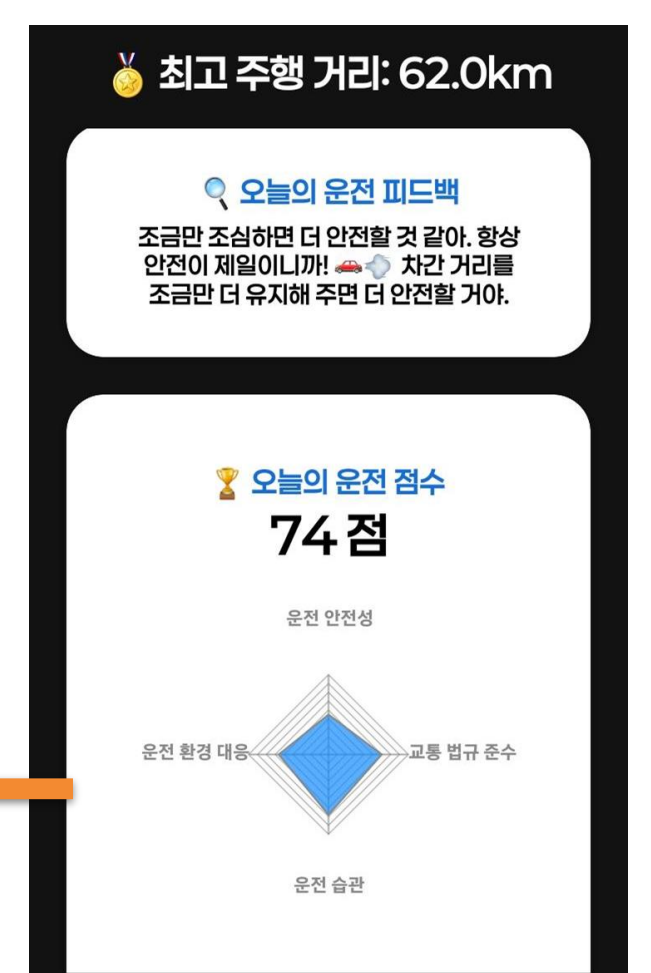 🏅 최고 주행 거리: 62.0km
🔍 오늘의 운전 피드백
조금만 조심하면 더 안전할 것 같아. 항상
안전이 제일이니까! 🚗💨 차간 거리를
조금만 더 유지해 주면 더 안전할 거야.
🏆 오늘의 운전 점수
74 점
운전 안전성
운전 환경 대응
교통 법규 준수
운전 습관